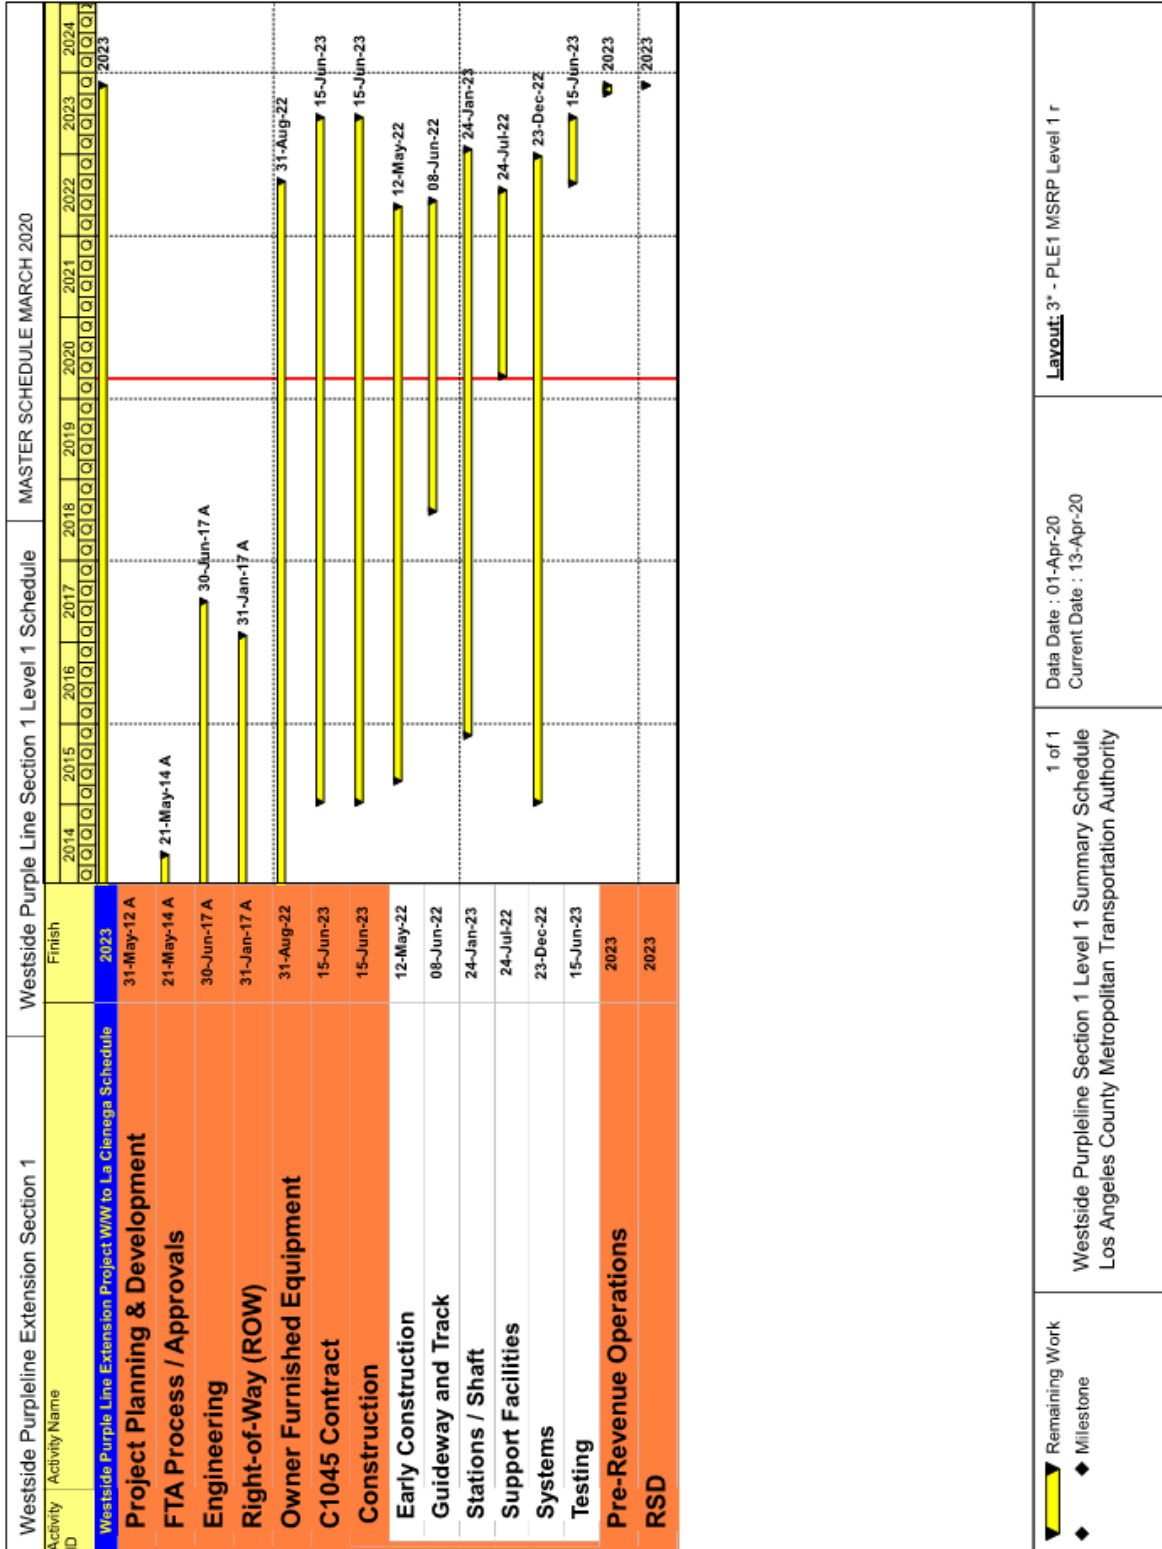 Westside Purpleline Extension Section 1
Westside Purple Line Section 1 Level 1 Schedule
MASTER SCHEDULE MARCH 2020
Activity ID
Activity Name
Finish
2014 2015 2016 2017 2018 2019 2020 2021 2022 2023 2024
Q Q Q Q Q Q Q Q Q Q Q Q Q Q Q Q Q Q Q Q Q Q Q Q Q Q Q Q Q Q Q Q Q Q Q Q Q Q Q Q Q Q Q
Westside Purple Line Extension Project W/W to La Cienega Schedule 2023 2023
Project Planning & Development 31-May-12 A
FTA Process / Approvals 21-May-14 A 21-May-14 A
Engineering 30-Jun-17 A 30-Jun-17 A
Right-of-Way (ROW) 31-Jan-17 A 31-Jan-17 A
Owner Furnished Equipment 31-Aug-22 31-Aug-22
C1045 Contract 15-Jun-23 15-Jun-23
Construction 15-Jun-23 15-Jun-23
Early Construction 12-May-22 12-May-22
Guideway and Track 08-Jun-22 08-Jun-22
Stations / Shaft 24-Jan-23 24-Jan-23
Support Facilities 24-Jul-22 24-Jul-22
Systems 23-Dec-22 23-Dec-22
Testing 15-Jun-23 15-Jun-23
Pre-Revenue Operations 2023 2023
RSD 2023 2023
Remaining Work
Milestone
1 of 1
Westside Purpleline Section 1 Level 1 Summary Schedule
Los Angeles County Metropolitan Transportation Authority
Data Date : 01-Apr-20
Current Date : 13-Apr-20
Layout: 3* - PLE1 MSRP Level 1 r